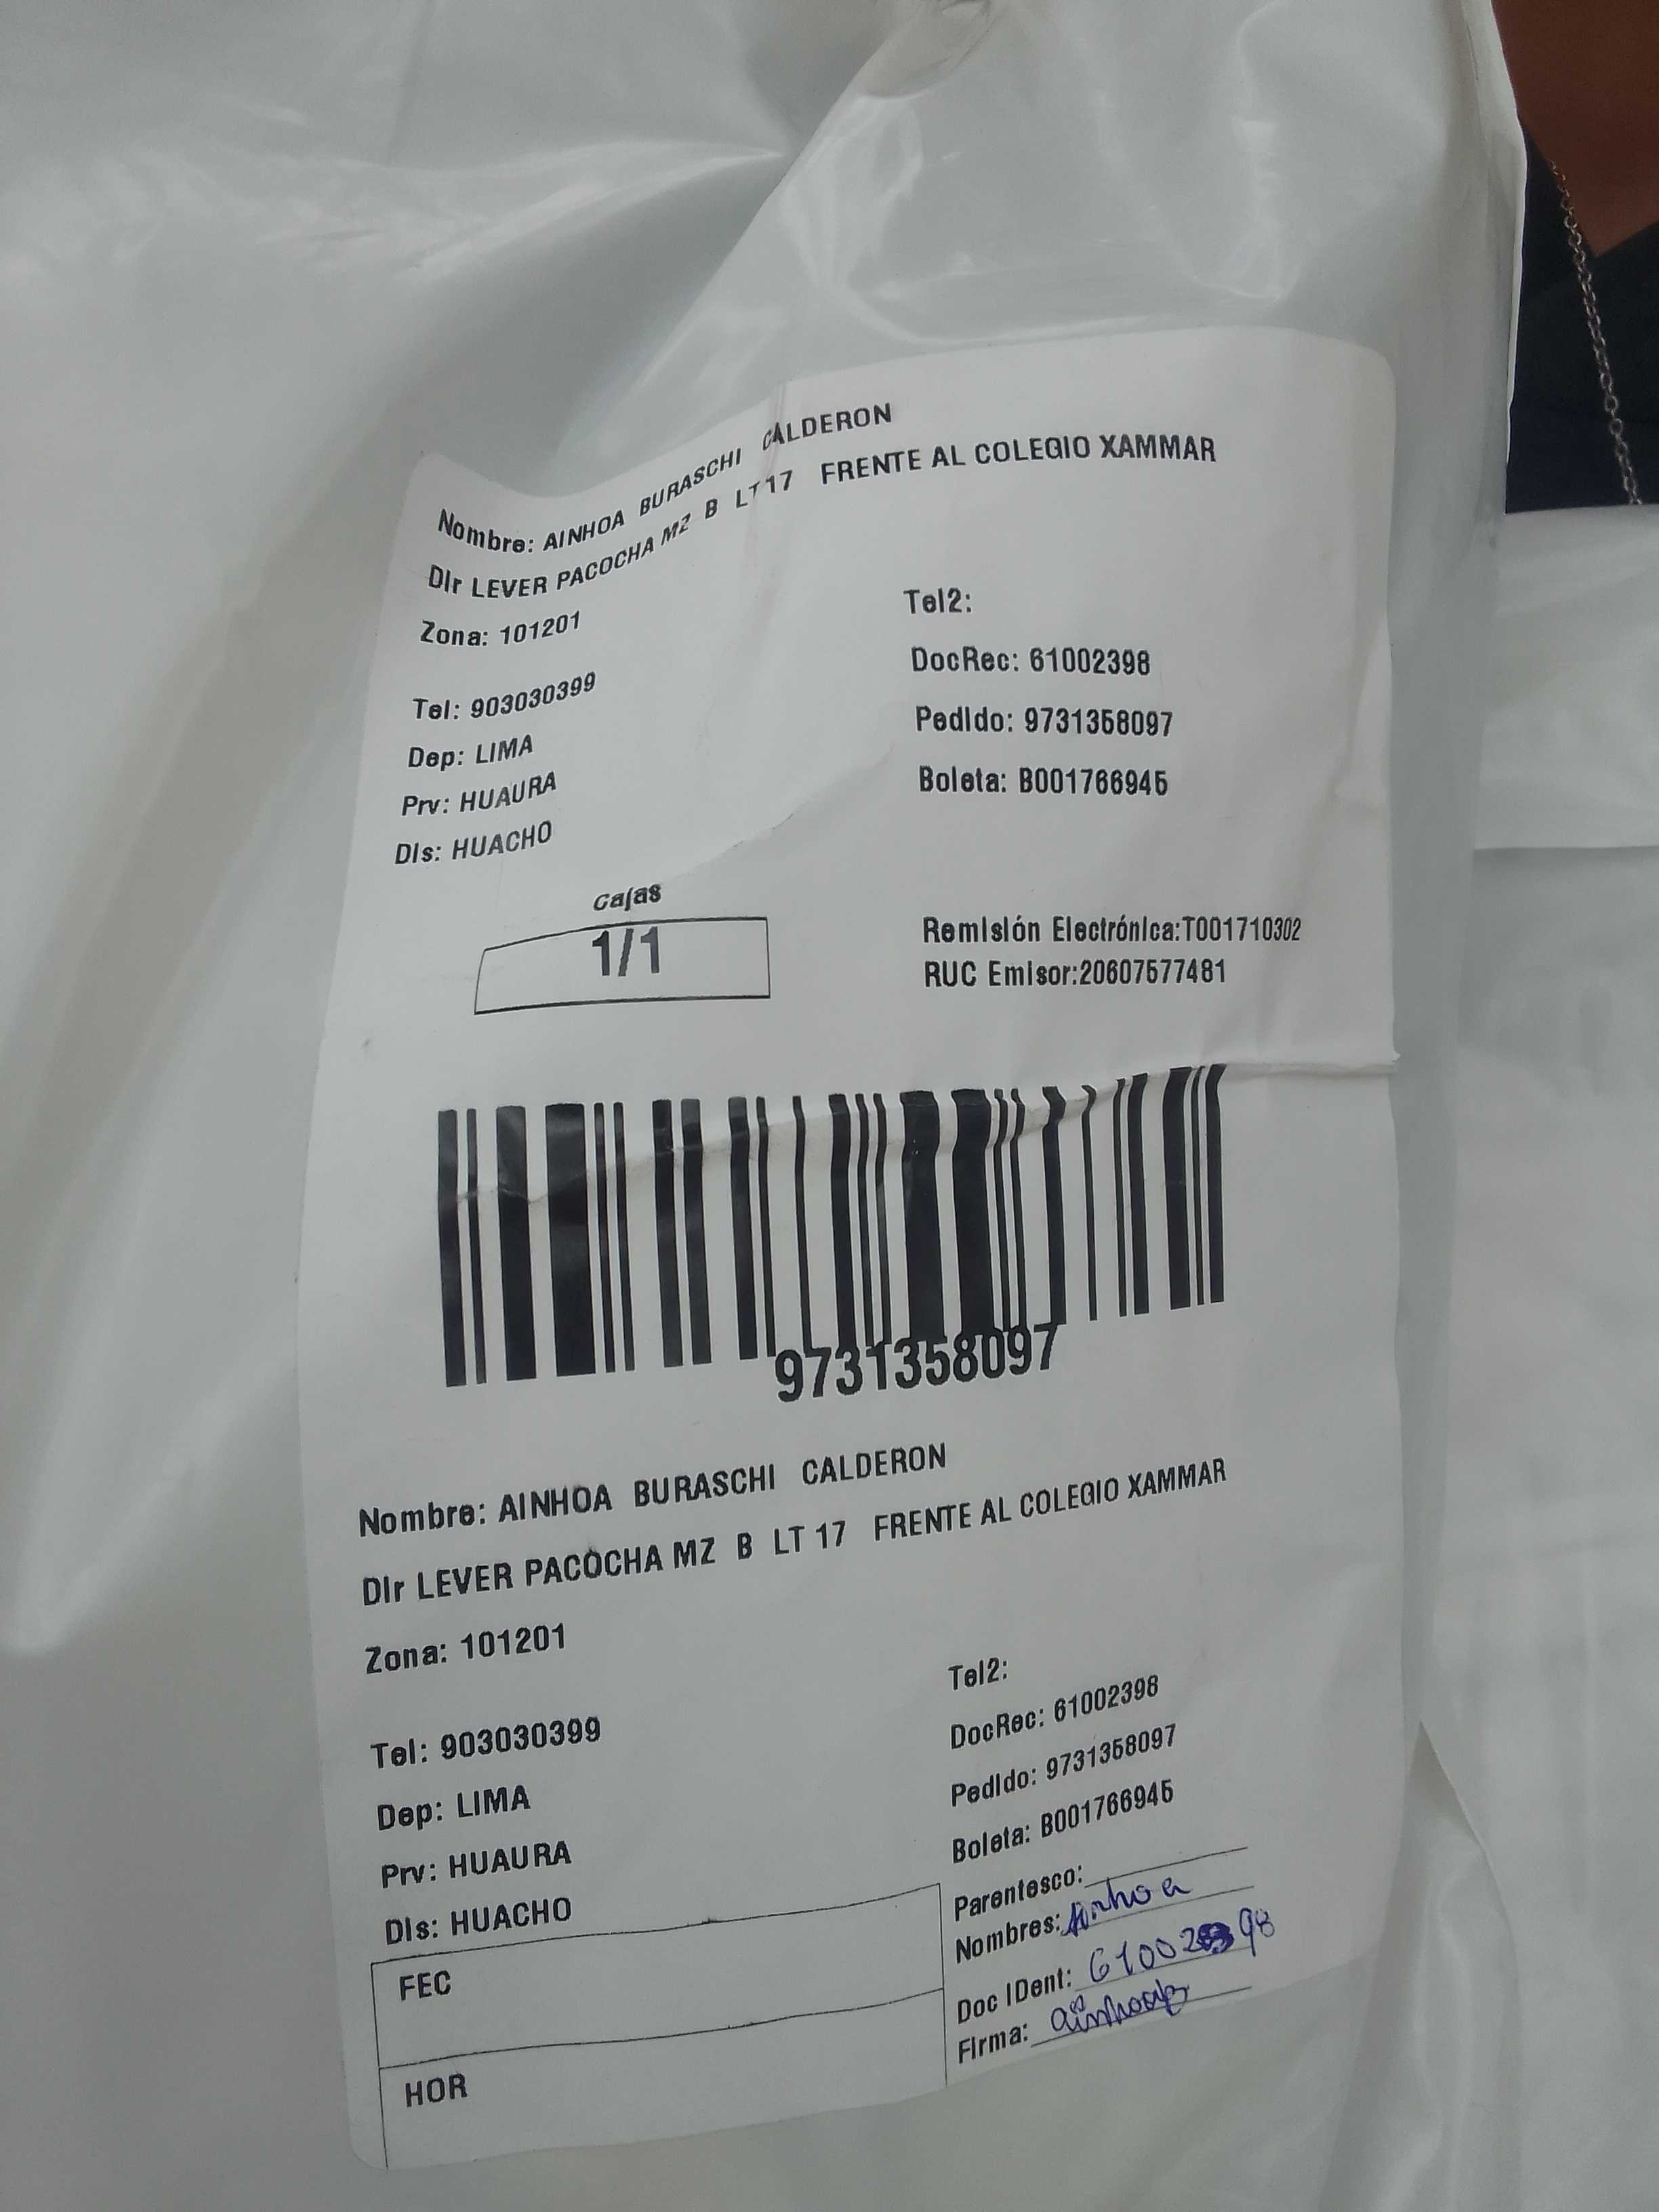 Nombre: AINHOA BURASCHI CALDERON
Dir LEVER PACOCHA MZ B LT 17 FRENTE AL COLEGIO XAMMAR
Zona: 101201
Tel2:
Tel: 903030399
DocRec: 61002398
Dep: LIMA
Pedido: 9731358097
Prv: HUAURA
Boleta: B001766945
Dis: HUACHO
Cajas
1/1
Remisión Electrónica:T001710302
RUC Emisor:20607577481
9731358097
Nombre: AINHOA BURASCHI CALDERON
Dir LEVER PACOCHA MZ B LT 17 FRENTE AL COLEGIO XAMMAR
Zona: 101201
Tel2:
Tel: 903030399
DocRec: 61002398
Dep: LIMA
Pedido: 9731358097
Prv: HUAURA
Boleta: B001766945
Dis: HUACHO
Parentesco:
Nombres: Ainhoa
FEC
Doc IDent: 61002398
Firma:
HOR